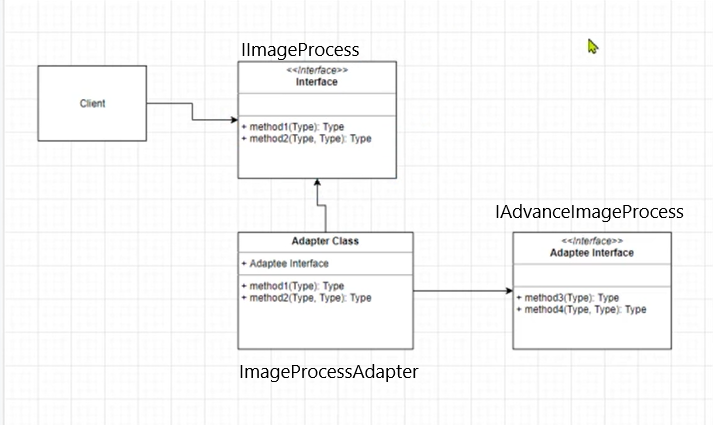 IImageProcess
<<Interface>>
Interface
Client
+ method1(Type): Type
+ method2(Type, Type): Type
IAdvanceImageProcess
Adapter Class
+ Adaptee Interface
+ method1(Type): Type
+ method2(Type, Type): Type
<<Interface>>
Adaptee Interface
+ method3(Type): Type
+ method4(Type, Type): Type
ImageProcessAdapter